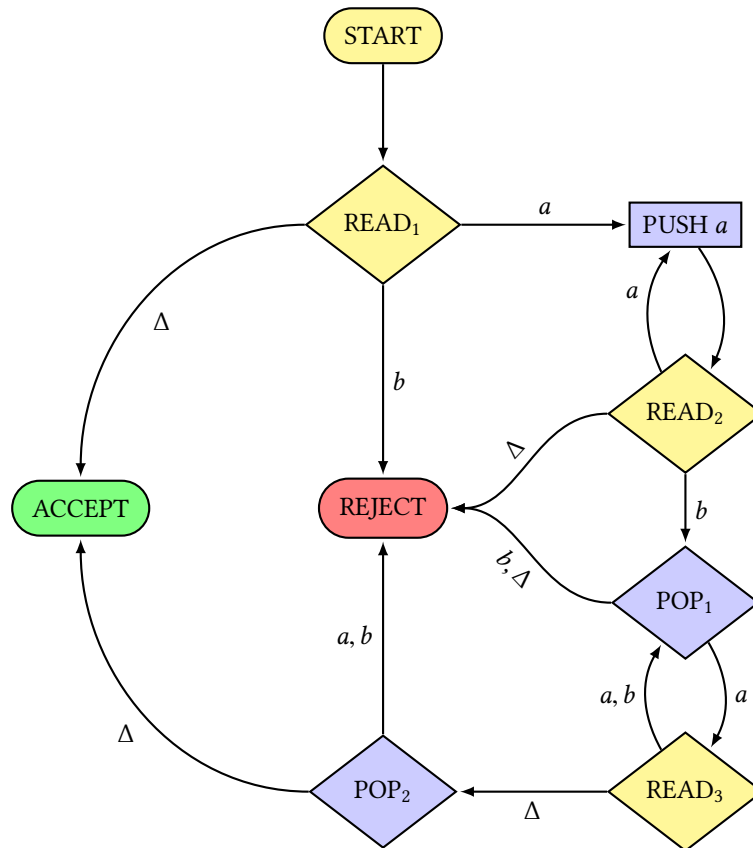 START
READ₁
a
PUSH a
Δ
a
b
READ₂
Δ
ACCEPT
REJECT
b
b, Δ
POP₁
a, b
a, b
a
Δ
POP₂
Δ
READ₃